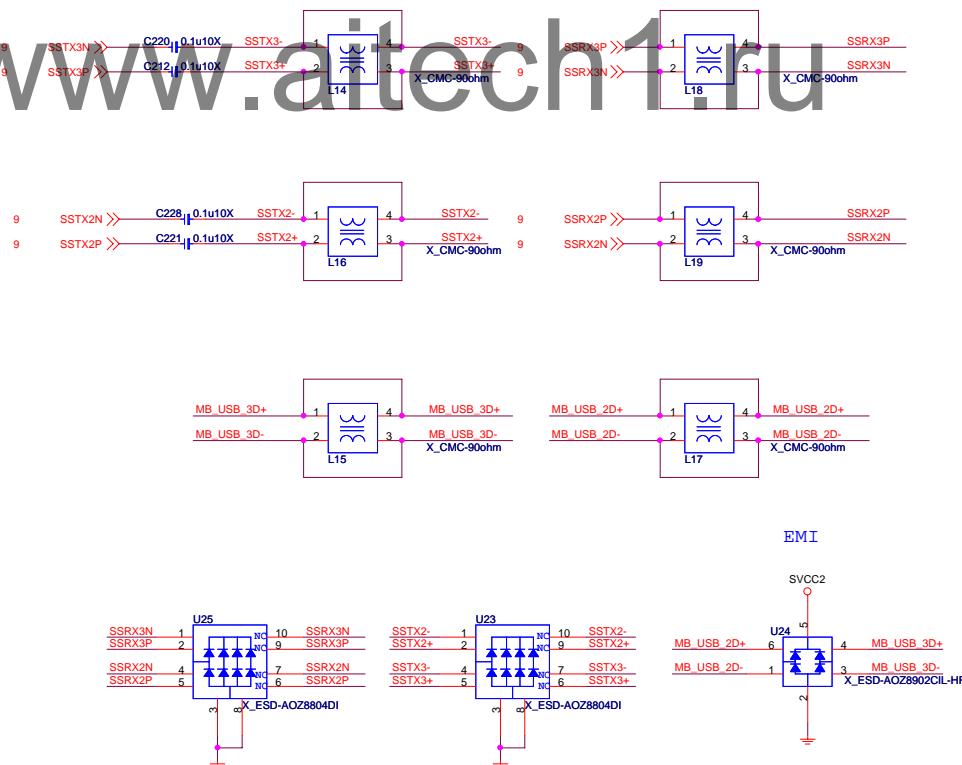 www.aitech1.ru
9 SSTX3N C220 0.1u10X SSTX3- 1 4 SSTX3- 9 SSRX3P 1 4 SSRX3P
9 SSTX3P C212 0.1u10X SSTX3+ 2 3 SSTX3+ 9 SSRX3N 2 3 SSRX3N
L14 X_CMC-90ohm L18 X_CMC-90ohm
9 SSTX2N C228 0.1u10X SSTX2- 1 4 SSTX2- 9 SSRX2P 1 4 SSRX2P
9 SSTX2P C221 0.1u10X SSTX2+ 2 3 SSTX2+ 9 SSRX2N 2 3 SSRX2N
L16 X_CMC-90ohm L19 X_CMC-90ohm
MB_USB_3D+ 1 4 MB_USB_3D+ MB_USB_2D+ 1 4 MB_USB_2D+
MB_USB_3D- 2 3 MB_USB_3D- MB_USB_2D- 2 3 MB_USB_2D-
L15 X_CMC-90ohm L17 X_CMC-90ohm
EMI
SVCC2
U25 U23 U24 5
SSRX3N 1 NC 10 SSRX3N SSTX2- 1 NC 10 SSTX2-
SSRX3P 2 NC 9 SSRX3P SSTX2+ 2 NC 9 SSTX2+ MB_USB_2D+ 6 4 MB_USB_3D+
SSRX2N 4 NC 7 SSRX2N SSTX3- 4 NC 7 SSTX3- MB_USB_2D- 1 3 MB_USB_3D-
SSRX2P 5 NC 6 SSRX2P SSTX3+ 5 NC 6 SSTX3+ X_ESD-AOZ8902CIL-HF
3 8 X_ESD-AOZ8804DI 3 8 X_ESD-AOZ8804DI 2